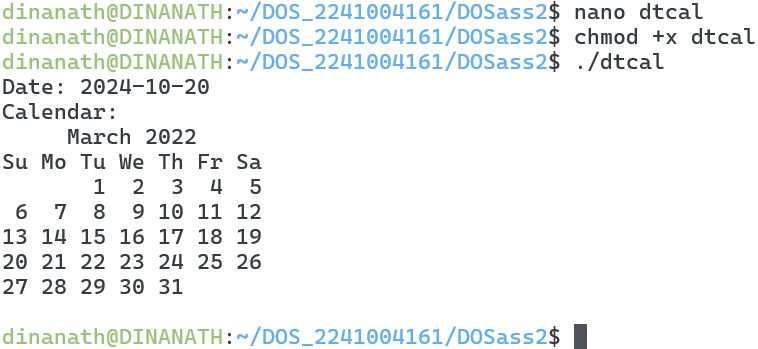 dinanath@DINANATH:~/DOS_2241004161/DOSass2$ nano dtcal
dinanath@DINANATH:~/DOS_2241004161/DOSass2$ chmod +x dtcal
dinanath@DINANATH:~/DOS_2241004161/DOSass2$ ./dtcal
Date: 2024-10-20
Calendar:
     March 2022
Su Mo Tu We Th Fr Sa
       1  2  3  4  5
 6  7  8  9 10 11 12
13 14 15 16 17 18 19
20 21 22 23 24 25 26
27 28 29 30 31
dinanath@DINANATH:~/DOS_2241004161/DOSass2$